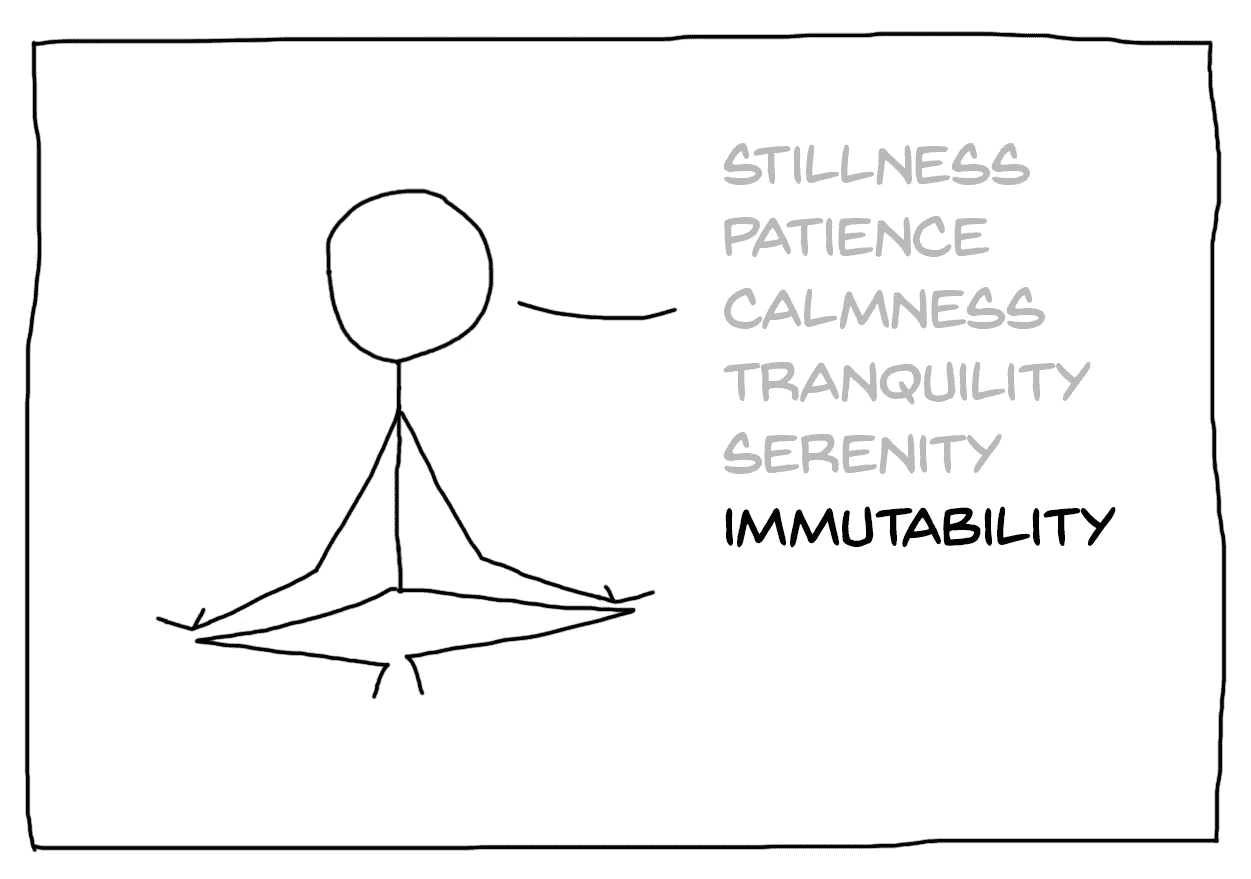 STILLNESS
PATIENCE
CALMNESS
TRANQUILITY
SERENITY
IMMUTABILITY